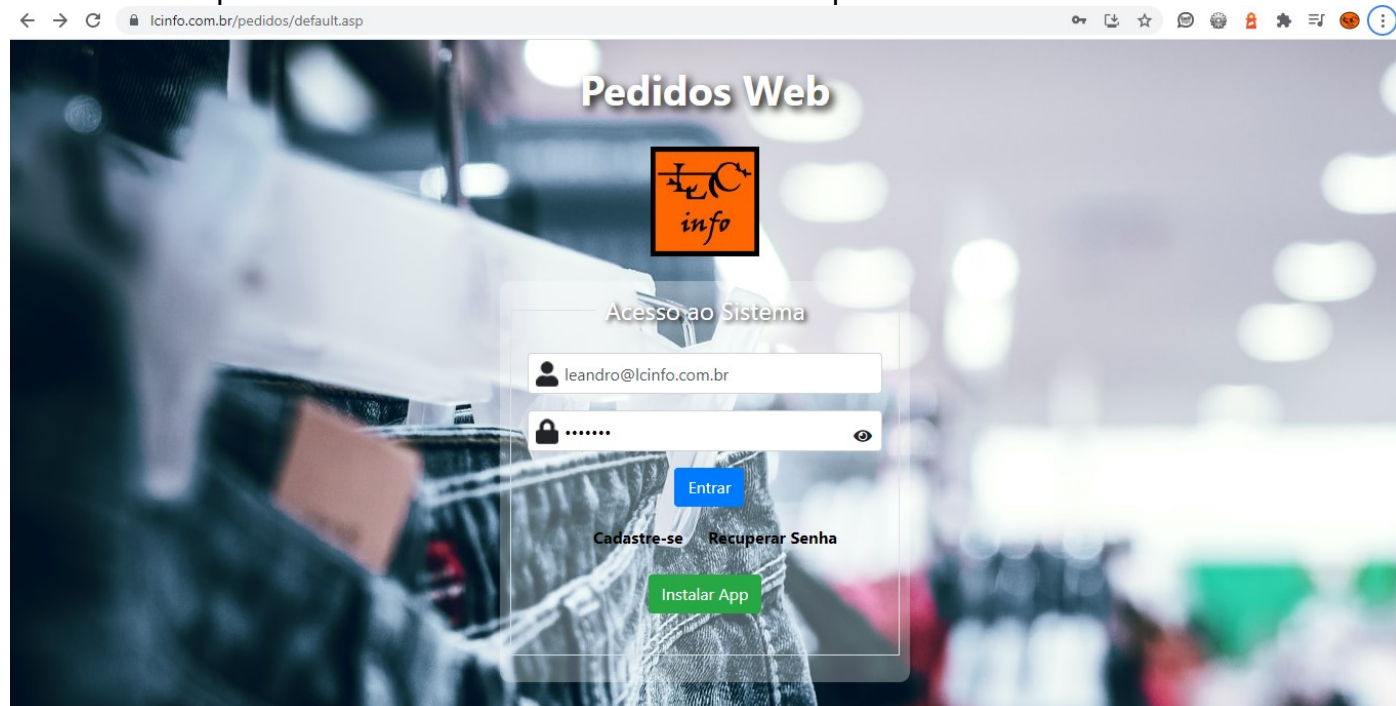 lcinfo.com.br/pedidos/default.asp
Pedidos Web
LC
info
Acesso ao Sistema
leandro@lcinfo.com.br
•••••••
Entrar
Cadastre-se Recuperar Senha
Instalar App